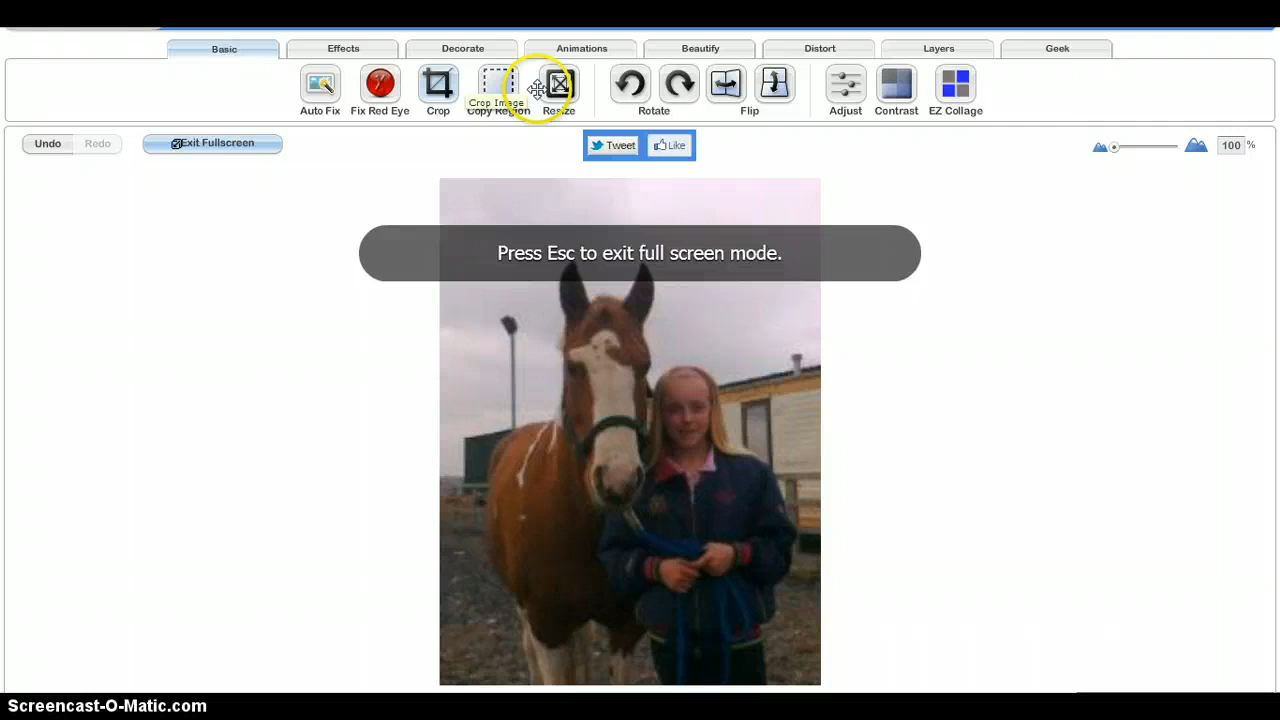 Basic Effects Decorate Animations Beautify Distort Layers Geek
Auto Fix Fix Red Eye Crop Copy Region Resize Rotate Flip Adjust Contrast EZ Collage
Crop Image
Undo Redo Exit Fullscreen Tweet Like 100 %
Press Esc to exit full screen mode.
Screencast-O-Matic.com